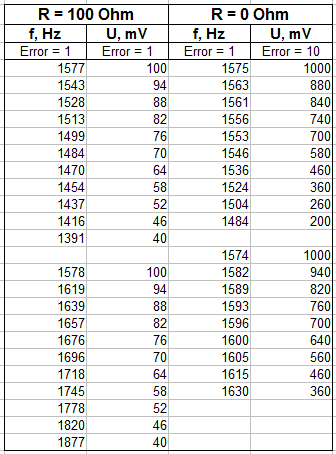 R = 100 Ohm R = 0 Ohm
f, Hz U, mV f, Hz U, mV
Error = 1 Error = 1 Error = 1 Error = 10
1577 100 1575 1000
1543 94 1563 880
1528 88 1561 840
1513 82 1556 740
1499 76 1553 700
1484 70 1546 580
1470 64 1536 460
1454 58 1524 360
1437 52 1504 260
1416 46 1484 200
1391 40
1574 1000
1578 100 1582 940
1619 94 1589 820
1639 88 1593 760
1657 82 1596 700
1676 76 1600 640
1696 70 1605 560
1718 64 1615 460
1745 58 1630 360
1778 52
1820 46
1877 40